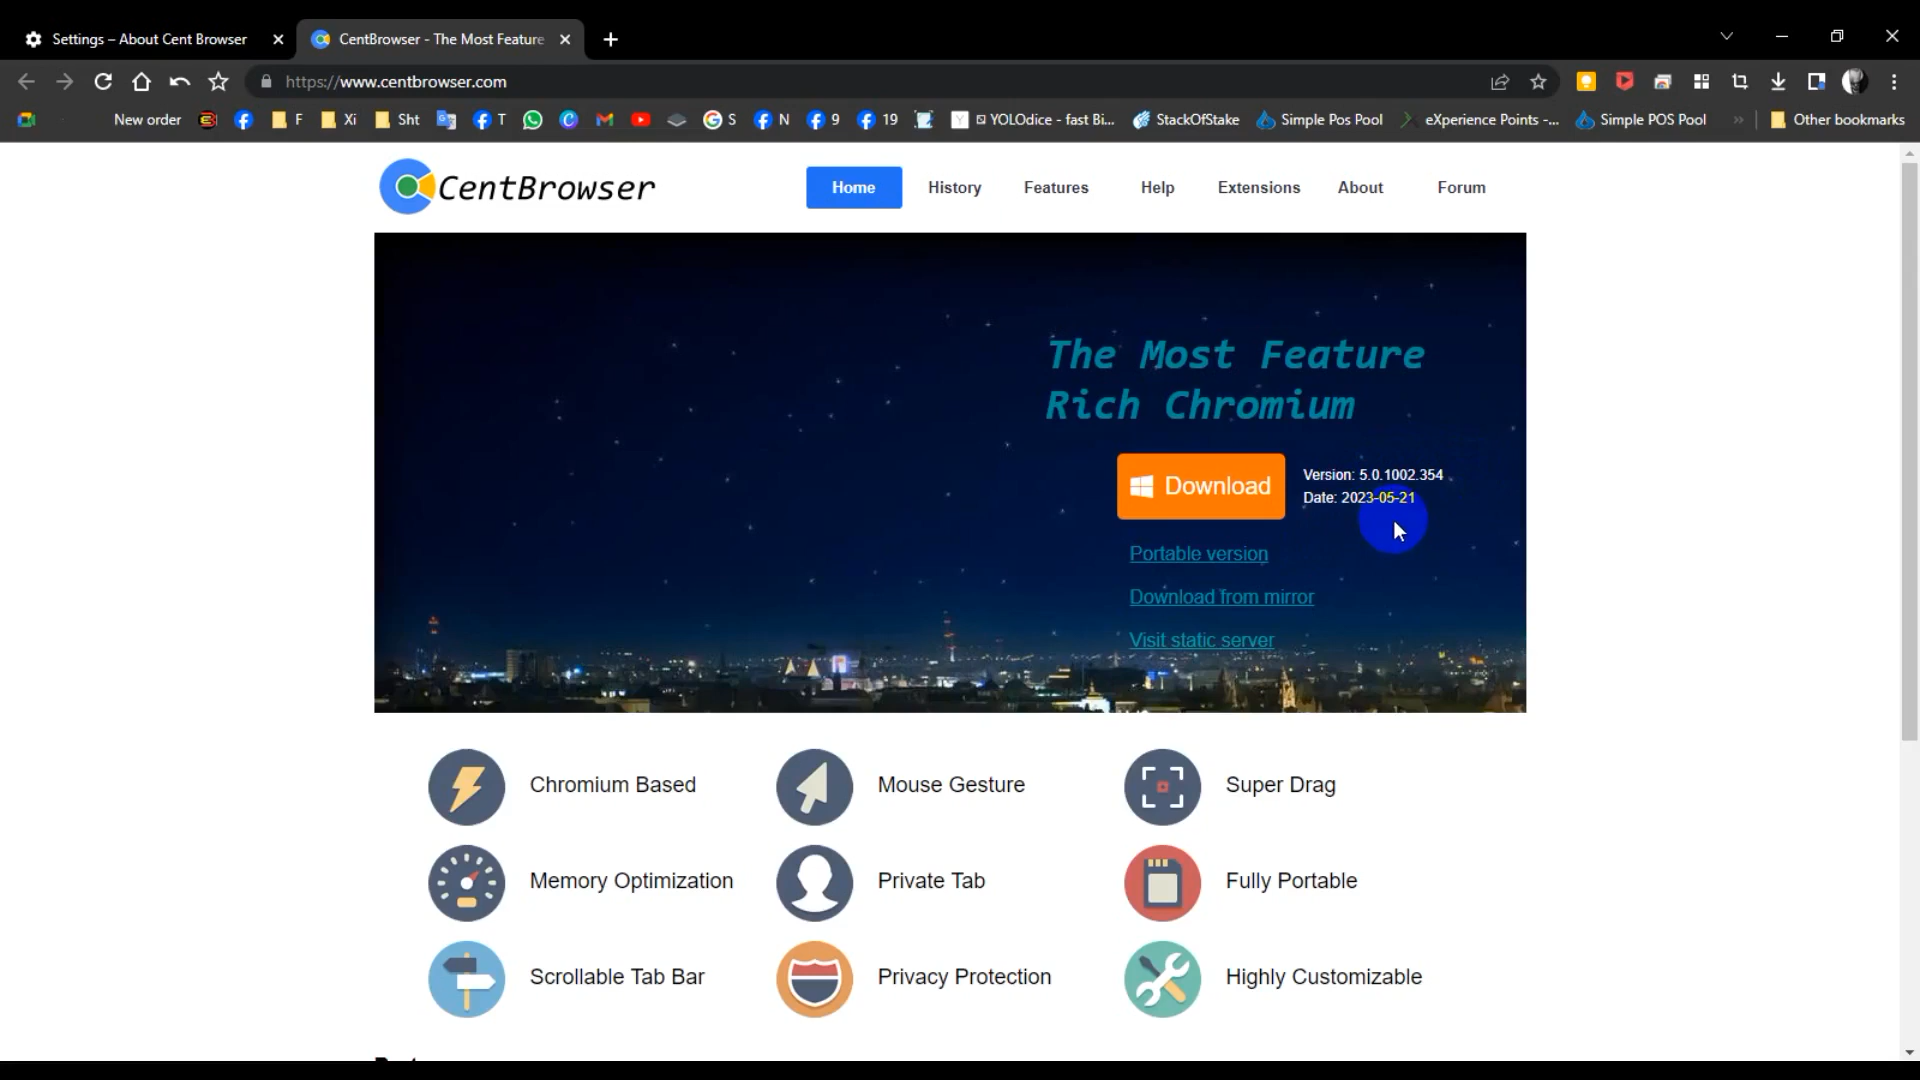 Settings – About Cent Browser
CentBrowser - The Most Feature
https://www.centbrowser.com
New order
F
Xi
Sht
T
S
N
9
19
YOLOdice - fast Bi...
StackOfStake
Simple Pos Pool
eXperience Points -...
Simple POS Pool
»
Other bookmarks
CentBrowser
Home
History
Features
Help
Extensions
About
Forum
The Most Feature
Rich Chromium
Download
Version: 5.0.1002.354
Date: 2023-05-21
Portable version
Download from mirror
Visit static server
Chromium Based
Mouse Gesture
Super Drag
Memory Optimization
Private Tab
Fully Portable
Scrollable Tab Bar
Privacy Protection
Highly Customizable